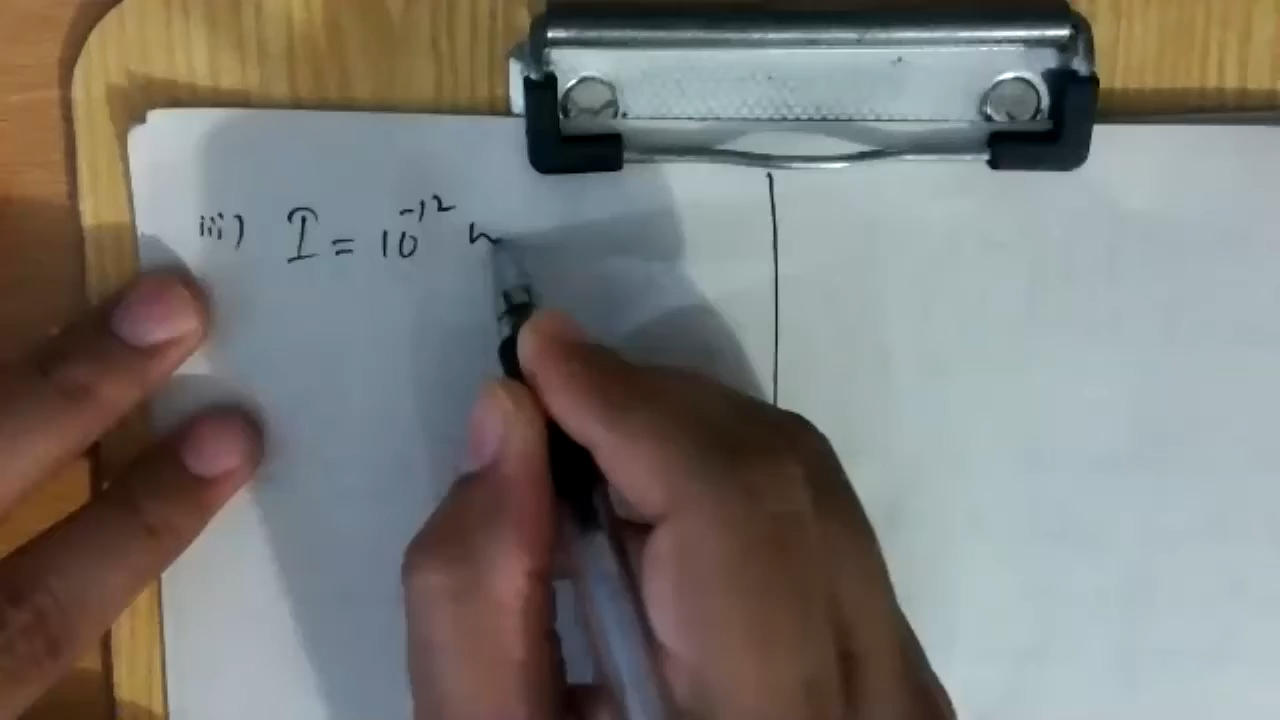 iii) I = 10⁻¹²